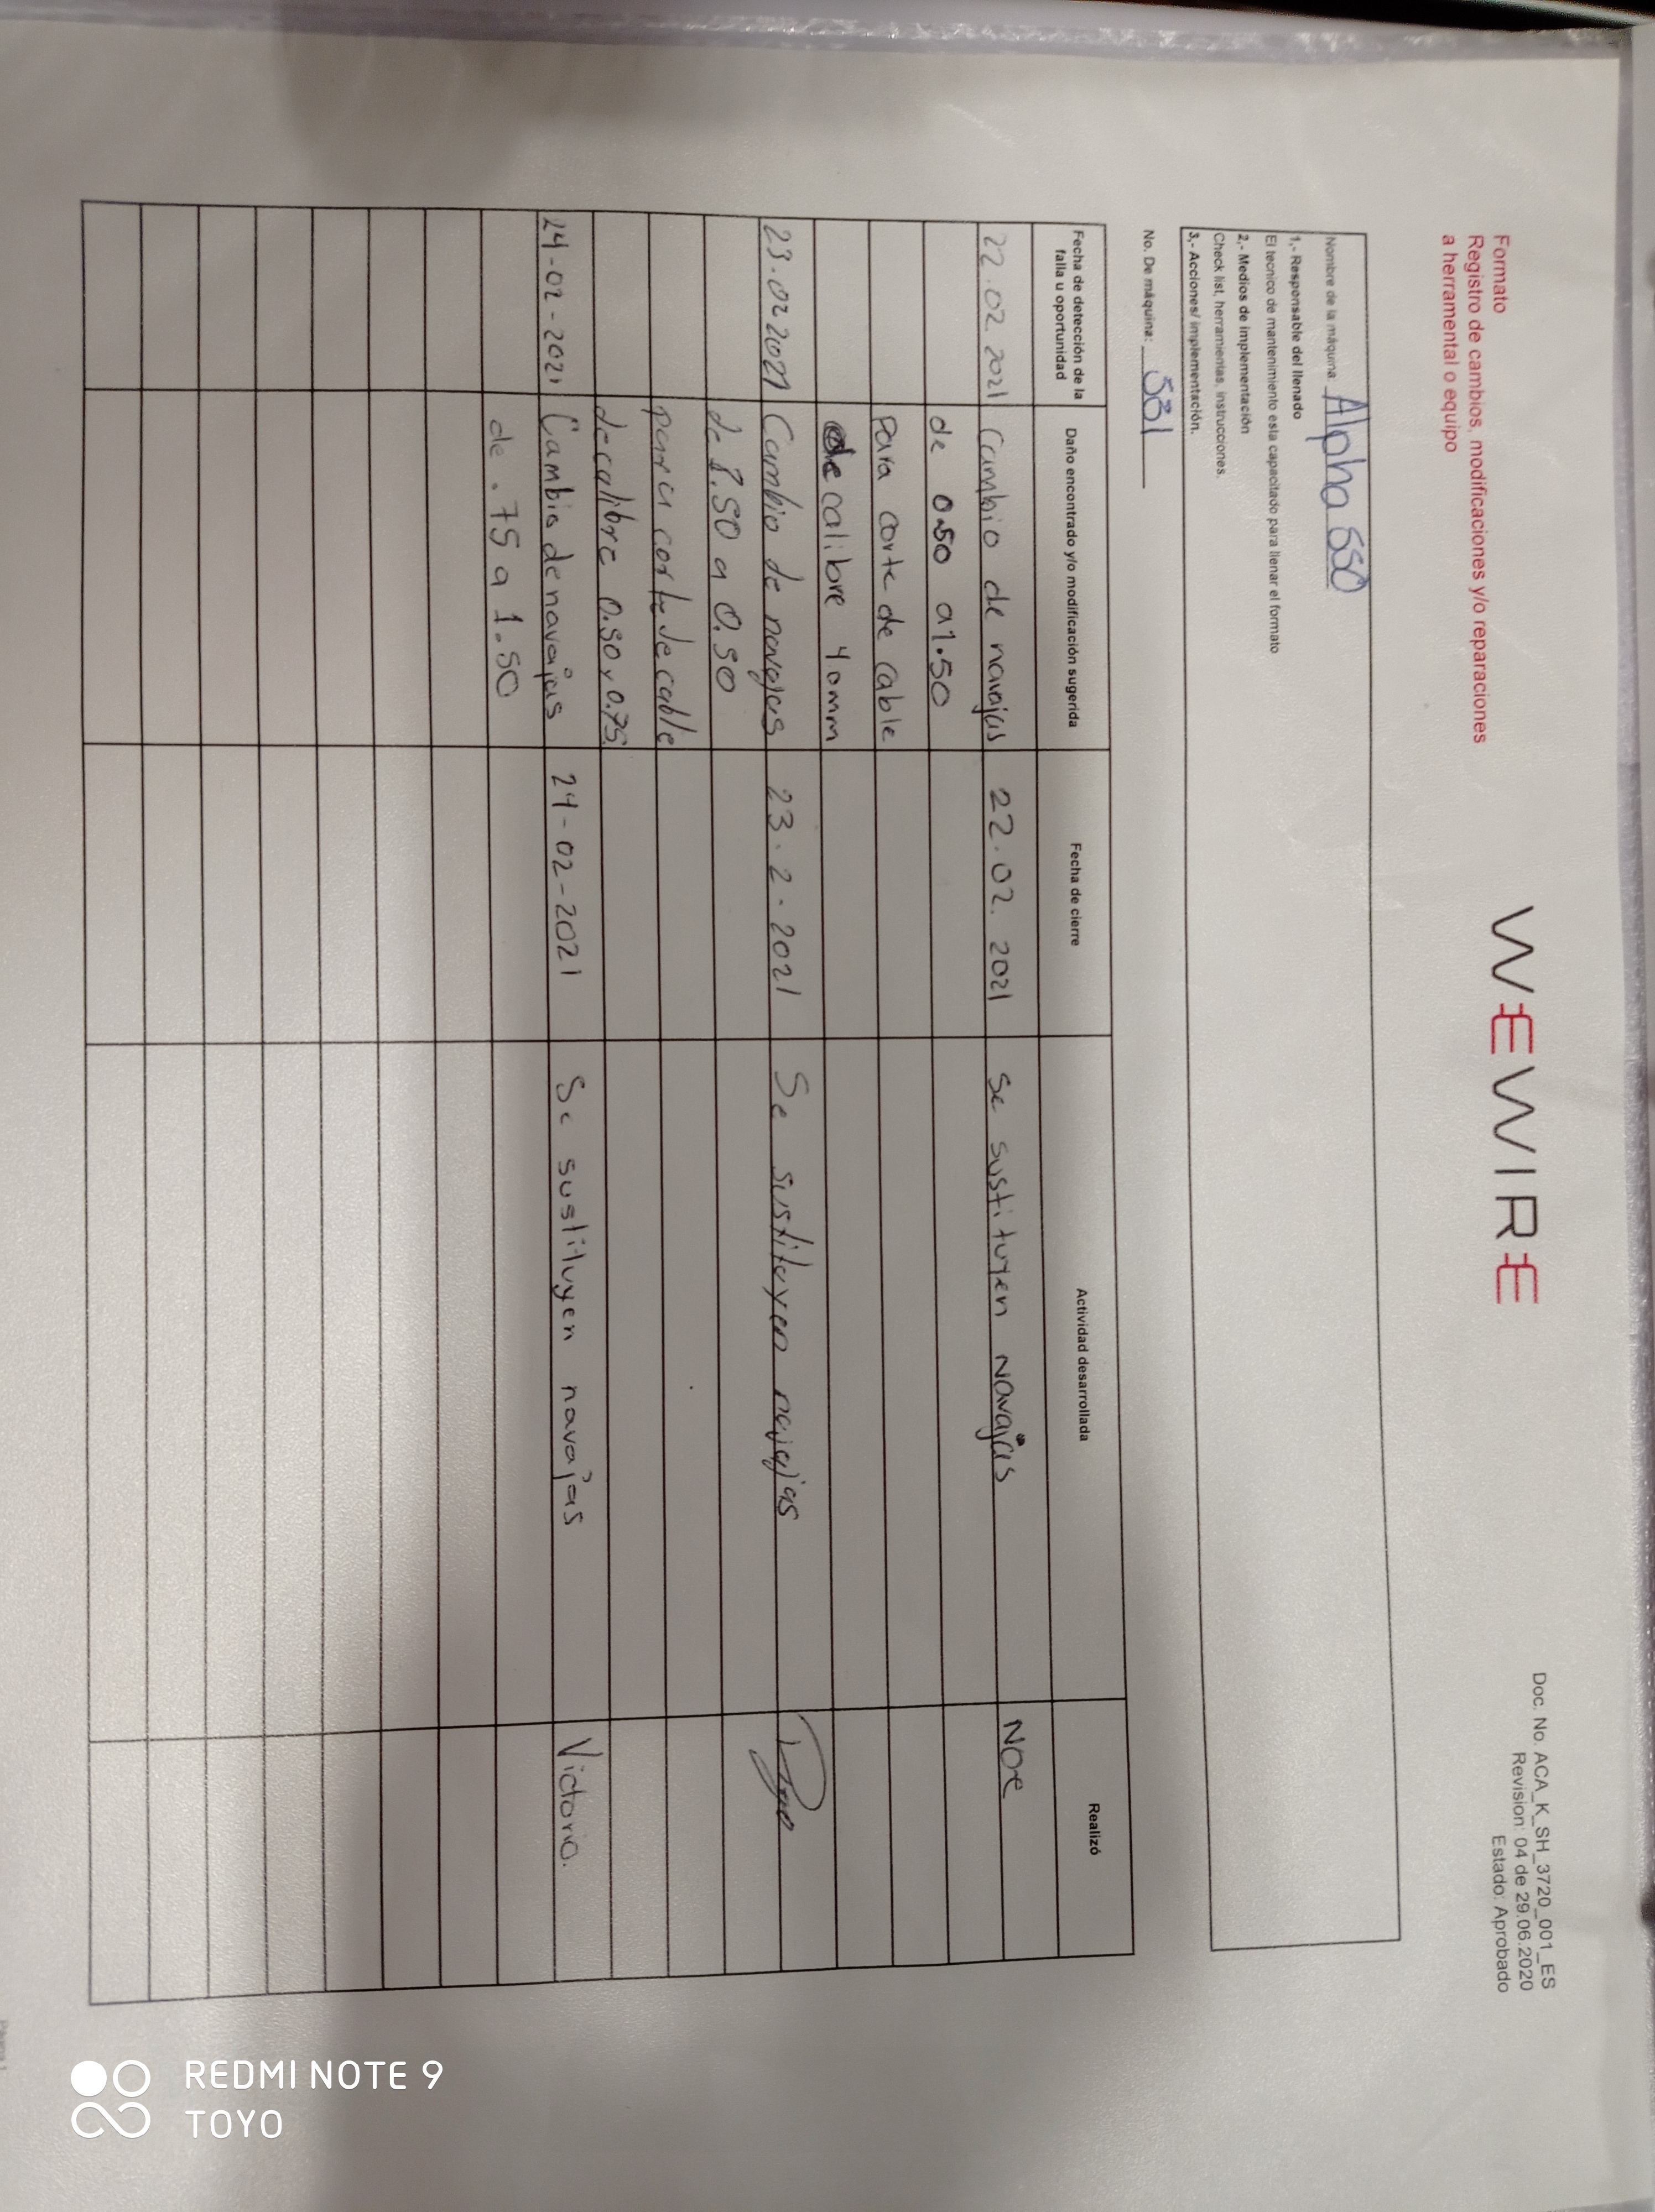 Formato
Registro de cambios, modificaciones y/o reparaciones
a herramental o equipo
WEWIRE
Doc. No. ACA_K_SH_3720_001_ES
Revision: 04 de 29.06.2020
Estado: Aprobado
Nombre de la máquina: Alpha 550
1,- Responsable del llenado
El tecnico de mantenimiento esta capacitado para llenar el formato
2,- Medios de implementación
Check list, herramientas, instrucciones.
3,- Acciones/ implementación.
No. De máquina: 531
Fecha de detección de la falla u oportunidad Daño encontrado y/o modificación sugerida Fecha de cierre Actividad desarrollada Realizó
22.02.2021 Cambio de navajas 22.02.2021 Se sustituyen navajas Noe
de 0.50 a 1.50
Para corte de cable
de calibre 4.0mm
23.02.2021 Cambio de navajas 23.2.2021 Se sustituyen navajas
de 1.50 a 0.50
para corte de cable
de calibre 0.50 y 0.75
24-02-2021 Cambio de navajas 24-02-2021 Se sustituyen navajas Victorio.
de .75 a 1.50
REDMI NOTE 9
TOYO